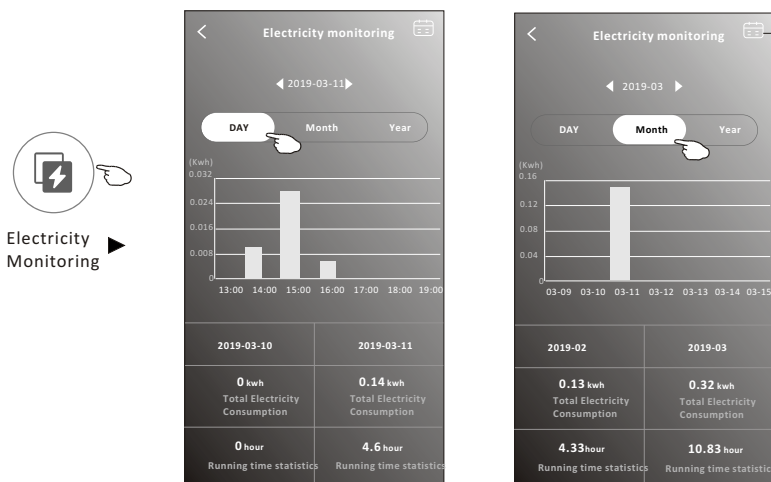 Electricity
Monitoring
Electricity monitoring
2019-03-11
DAY Month Year
(Kwh)
0.032
0.024
0.016
0.008
0
13:00 14:00 15:00 16:00 17:00 18:00 19:00
2019-03-10 2019-03-11
0 kwh 0.14 kwh
Total Electricity Total Electricity
Consumption Consumption
0 hour 4.6 hour
Running time statistics Running time statistics
Electricity monitoring
2019-03
DAY Month Year
(Kwh)
0.16
0.12
0.08
0.04
0
03-09 03-10 03-11 03-12 03-13 03-14 03-15
2019-02 2019-03
0.13 kwh 0.32 kwh
Total Electricity Total Electricity
Consumption Consumption
4.33hour 10.83 hour
Running time statistics Running time statistic